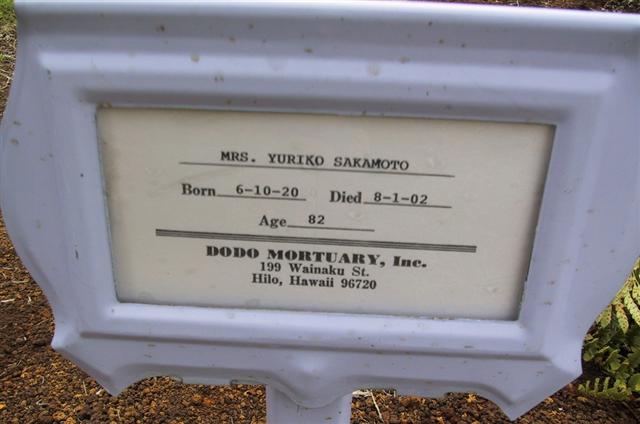 MRS. YURIKO SAKAMOTO
Born 6-10-20 Died 8-1-02
Age 82
DODO MORTUARY, Inc.
199 Wainaku St.
Hilo, Hawaii 96720